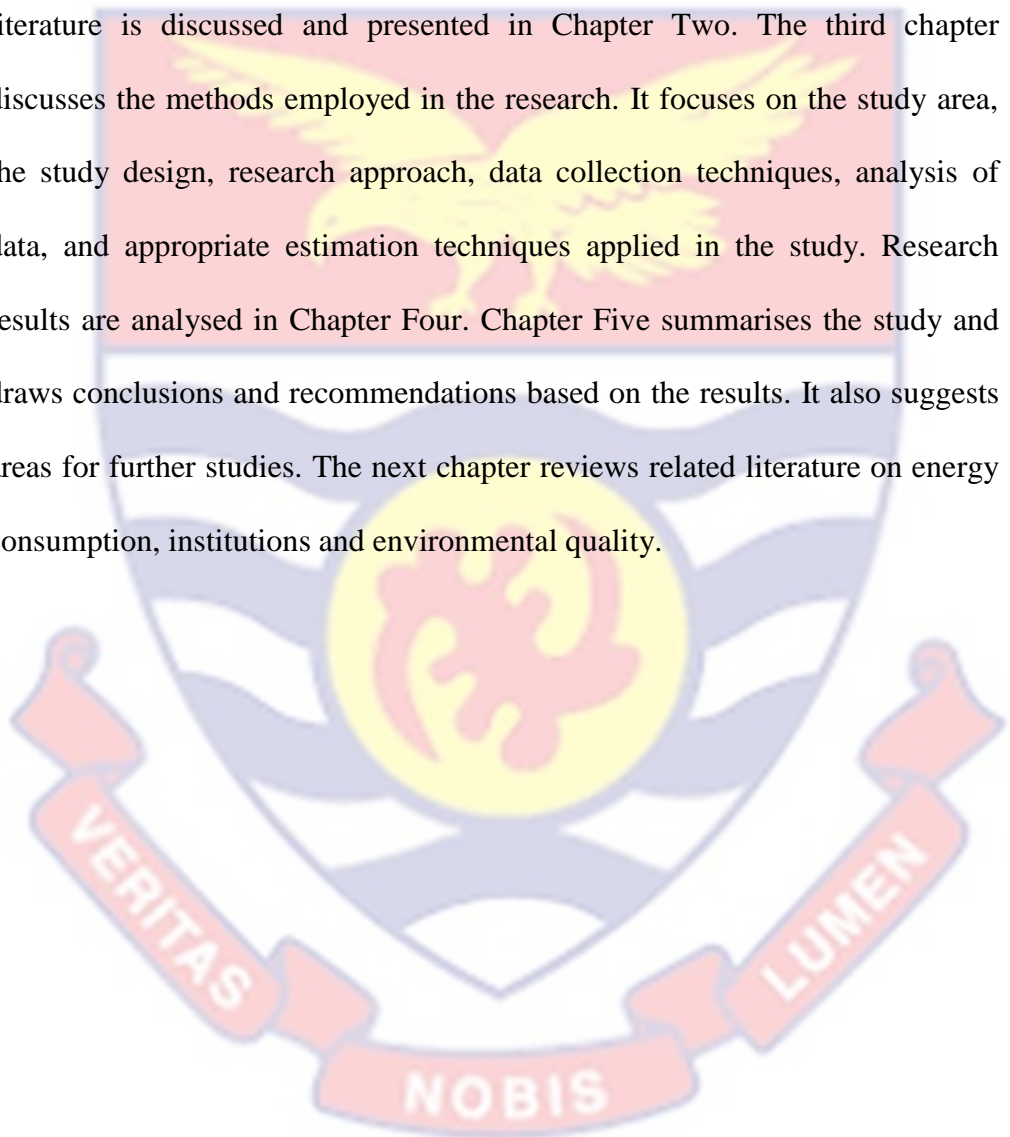 literature is discussed and presented in Chapter Two. The third chapter
discusses the methods employed in the research. It focuses on the study area,
the study design, research approach, data collection techniques, analysis of
data, and appropriate estimation techniques applied in the study. Research
results are analysed in Chapter Four. Chapter Five summarises the study and
draws conclusions and recommendations based on the results. It also suggests
areas for further studies. The next chapter reviews related literature on energy
consumption, institutions and environmental quality.
VERITAS
NOBIS
LUMEN